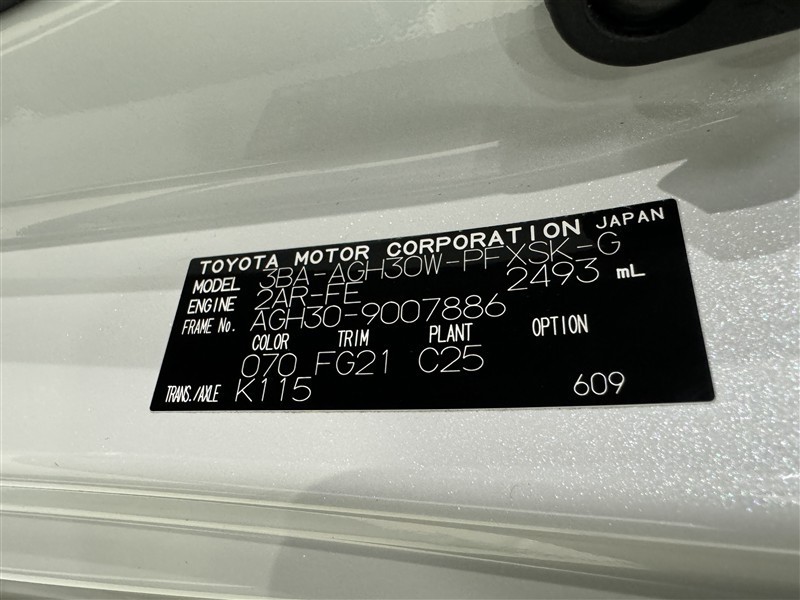 TOYOTA MOTOR CORPORATION JAPAN
MODEL 3BA-AGH30W-PFXSK-G
ENGINE 2AR-FE 2493 mL
FRAME No. AGH30-9007886
COLOR TRIM PLANT OPTION
070 FG21 C25
TRANS./AXLE K115 609